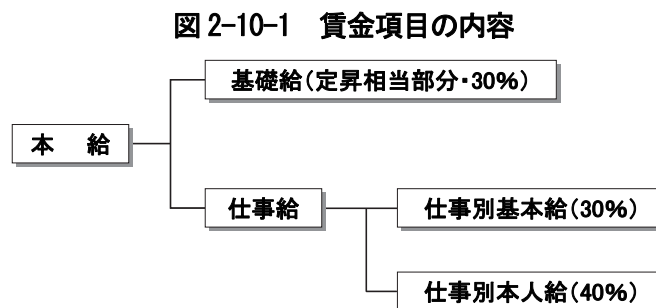 図2-10-1 賃金項目の内容
基礎給(定昇相当部分・30%)
本 給
仕事給
仕事別基本給(30%)
仕事別本人給(40%)